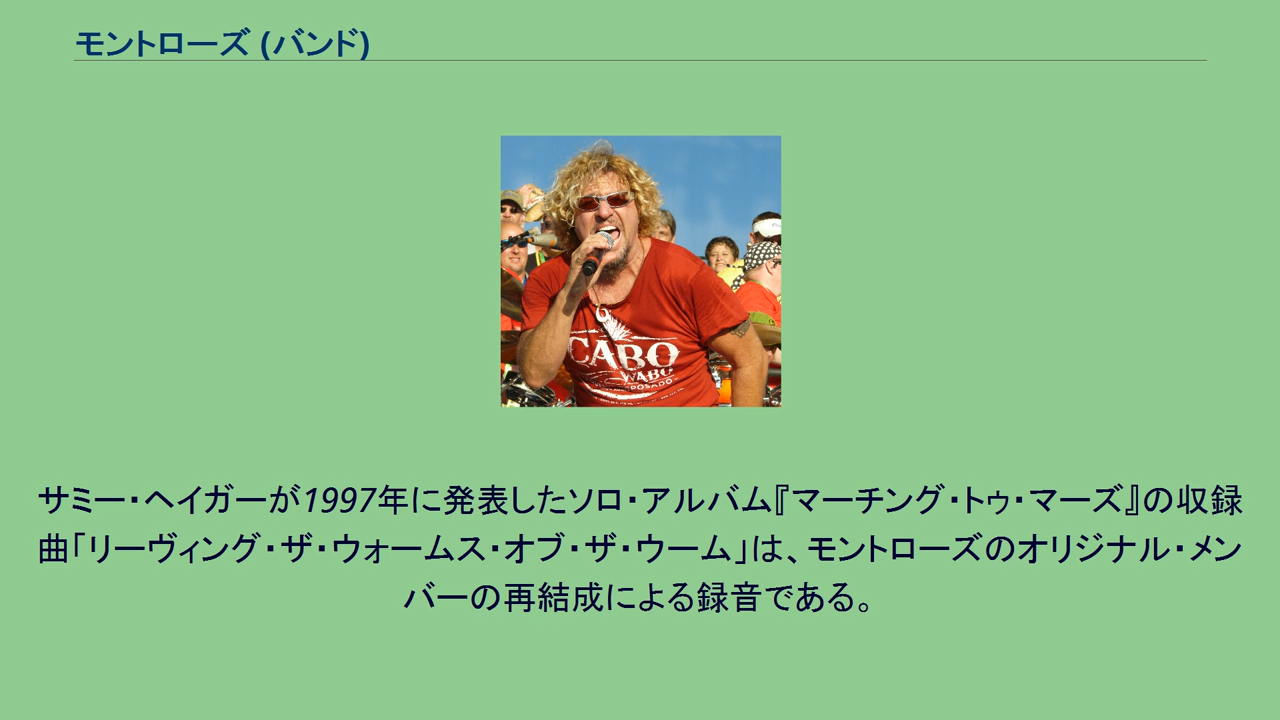 モントローズ (バンド)
CABO
WABO
サミー・ヘイガーが1997年に発表したソロ・アルバム『マーチング・トゥ・マーズ』の収録
曲「リーヴィング・ザ・ウォームス・オブ・ザ・ウーム」は、モントローズのオリジナル・メン
バーの再結成による録音である。